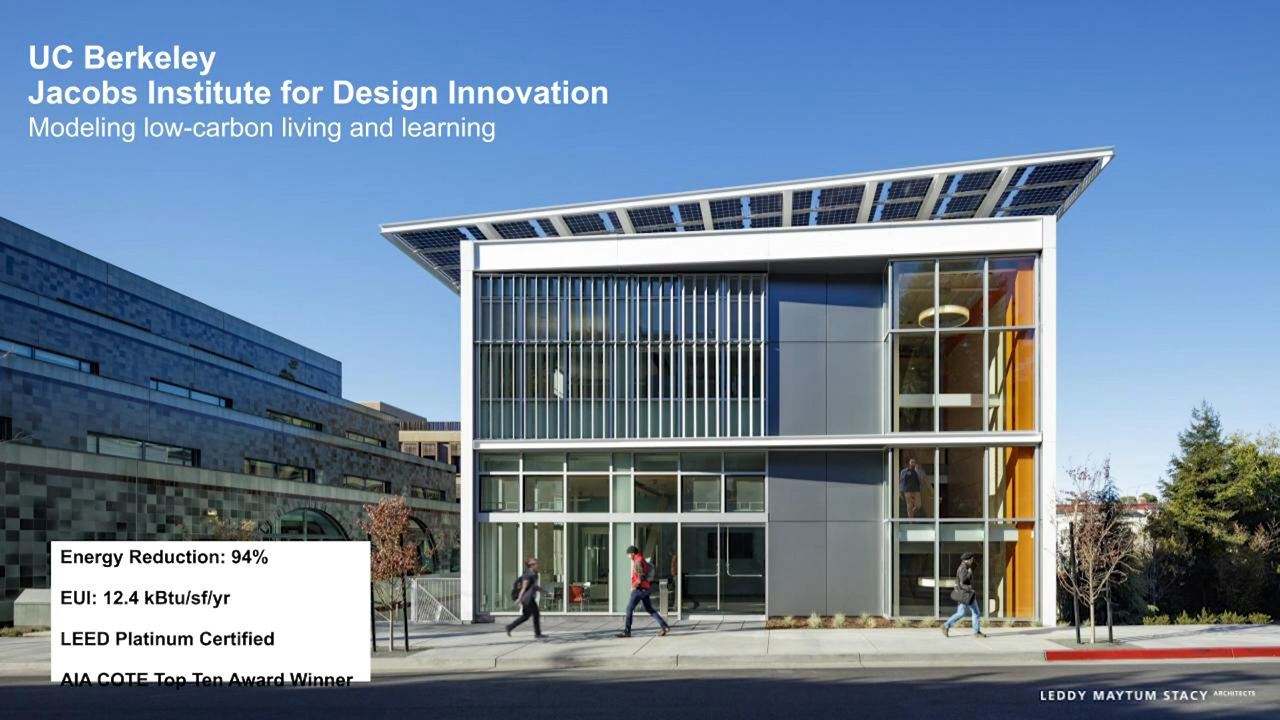 UC Berkeley
Jacobs Institute for Design Innovation
Modeling low-carbon living and learning
Energy Reduction: 94%
EUI: 12.4 kBtu/sf/yr
LEED Platinum Certified
AIA COTE Top Ten Award Winner
LEDDY MAYTUM STACY ARCHITECTS